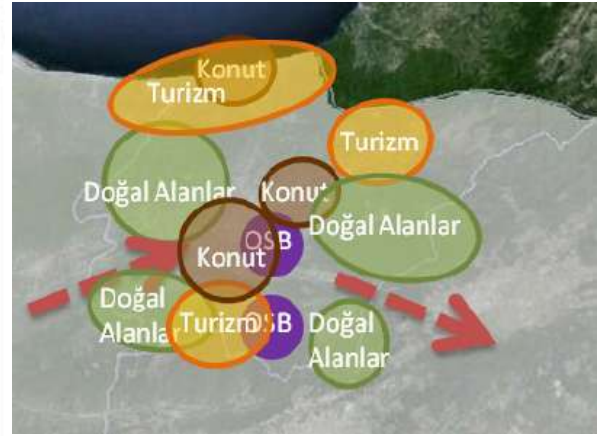 Konut
Turizm
Turizm
Doğal Alanlar
Konut
Doğal Alanlar
OSB
Konut
Doğal
Alanlar
Turizm
OSB
Doğal
Alanlar